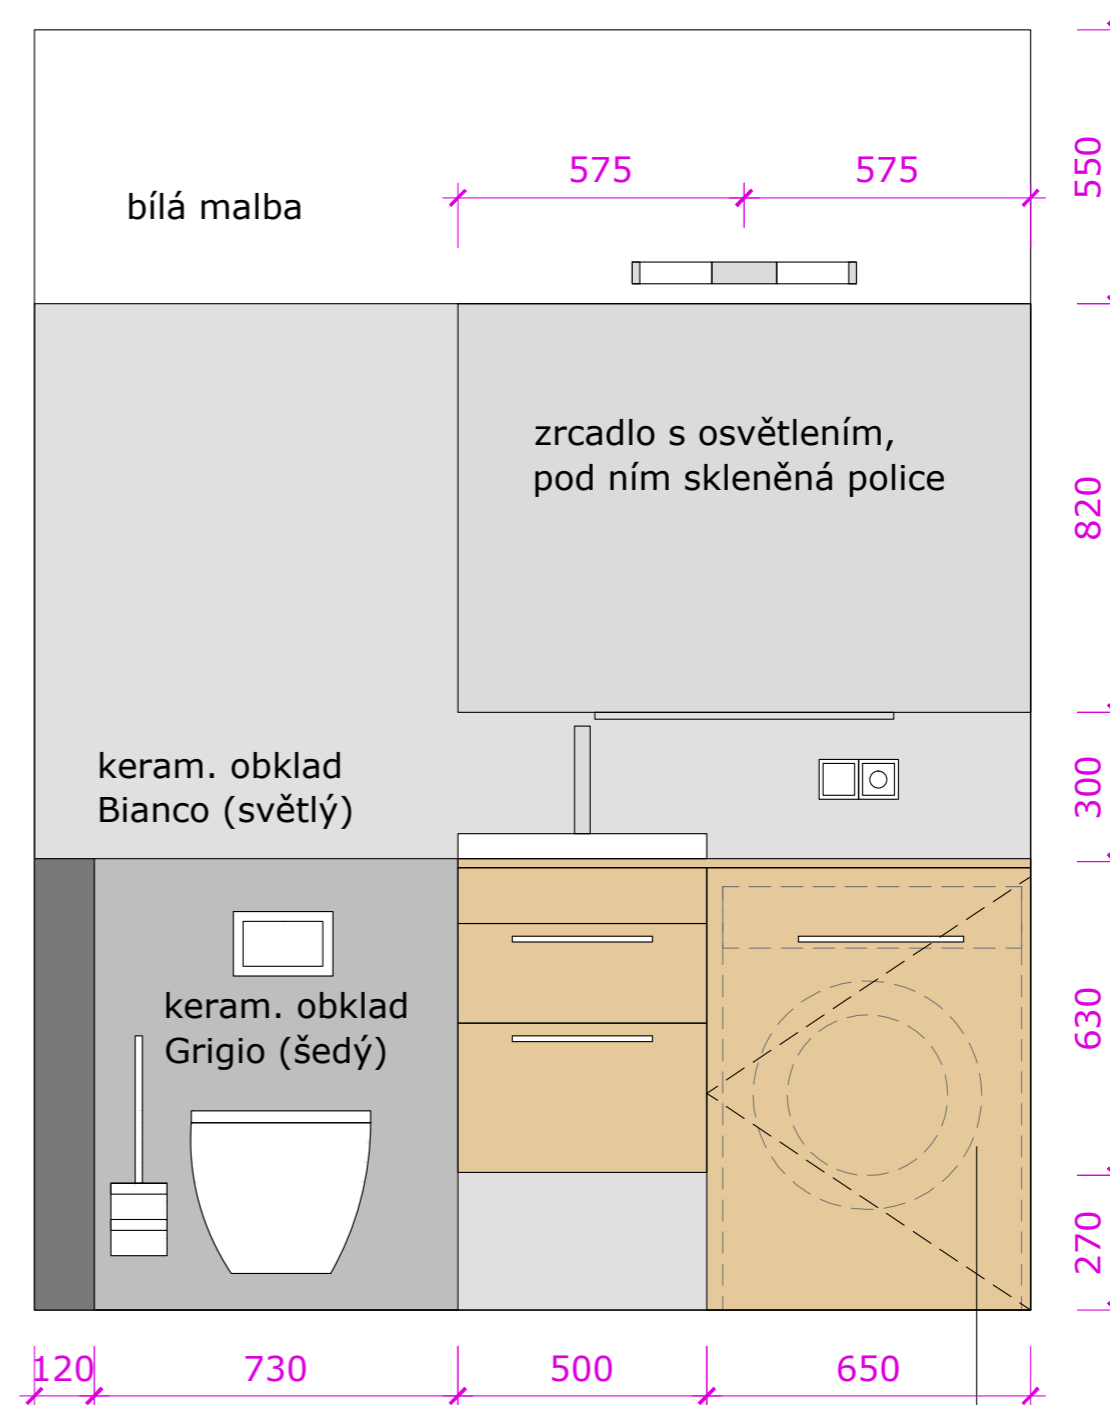 575
575
550
bílá malba
zrcadlo s osvětlením,
pod ním skleněná police
820
keram. obklad
Bianco (světlý)
300
keram. obklad
Grigio (šedý)
630
270
120
730
500
650